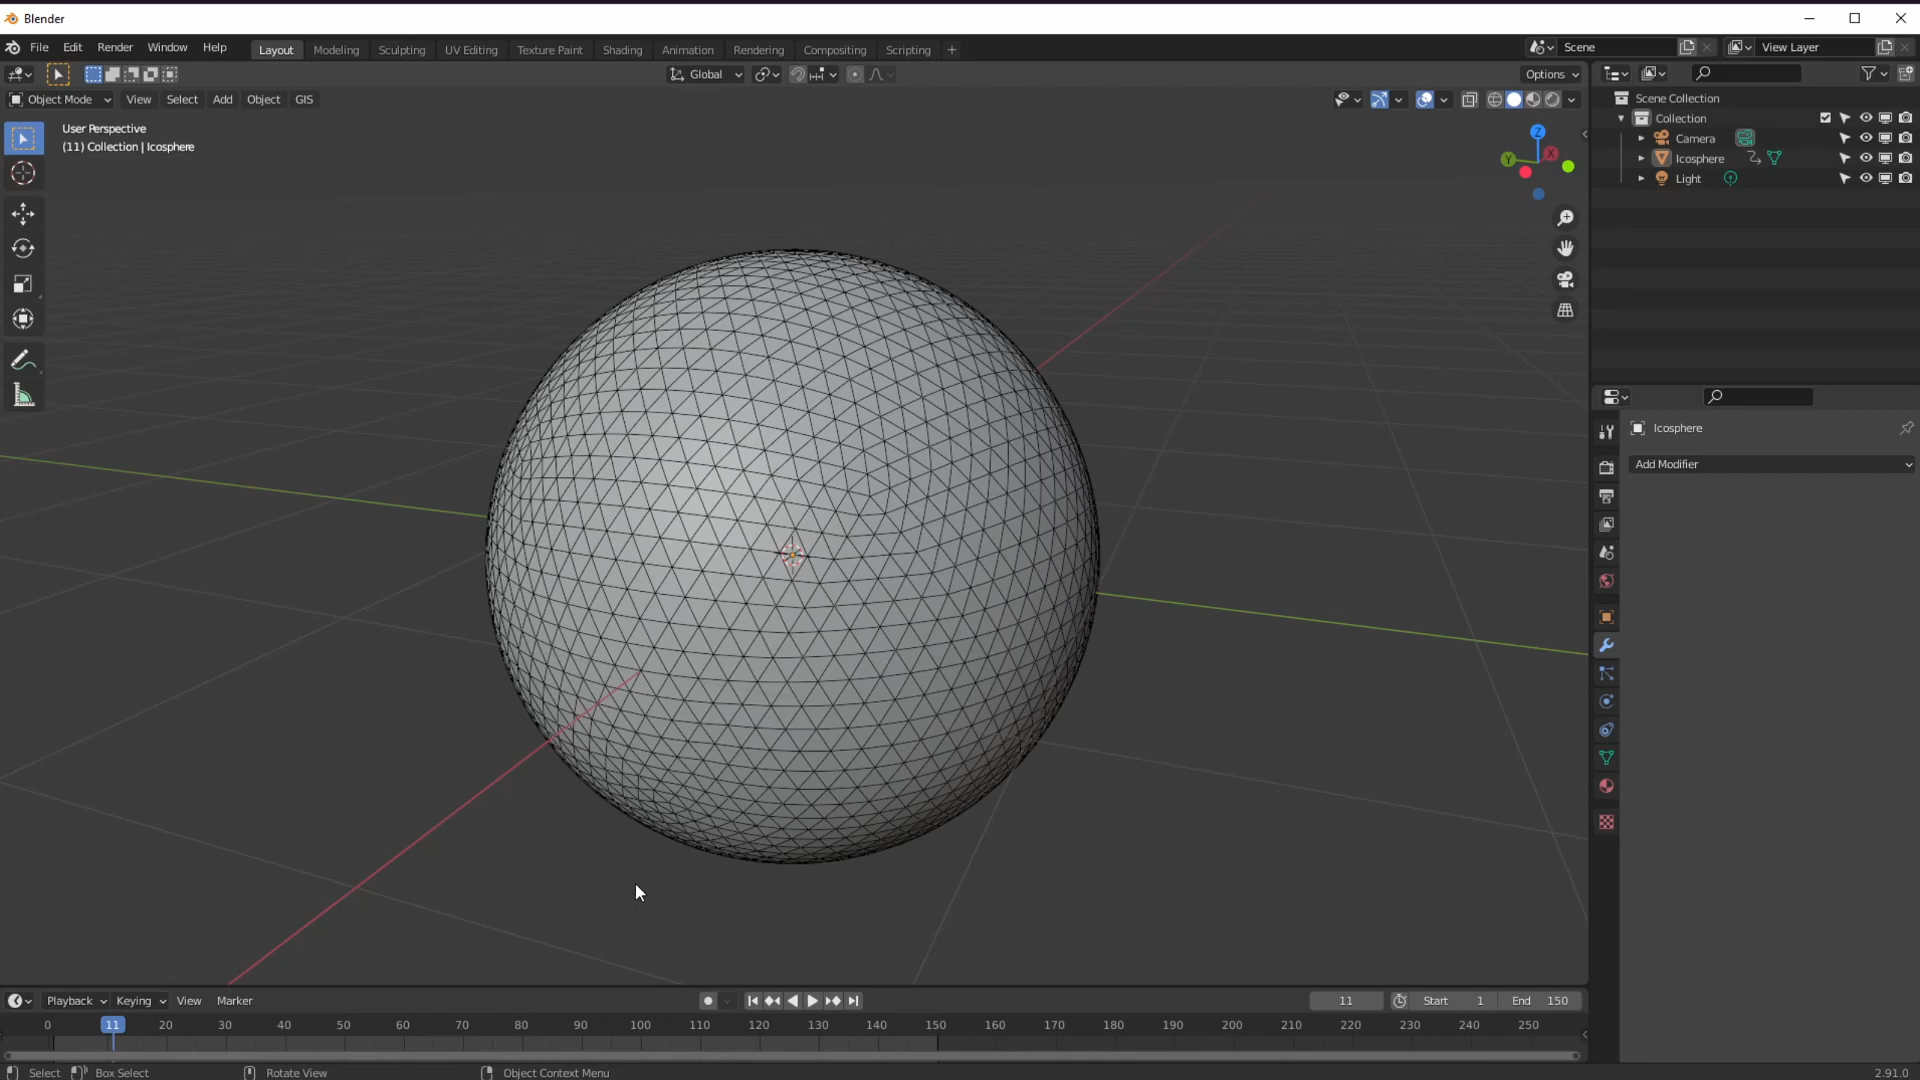 Blender
File Edit Render Window Help
Layout Modeling Sculpting UV Editing Texture Paint Shading Animation Rendering Compositing Scripting +
Scene
View Layer
Global
Options
Object Mode View Select Add Object GIS
User Perspective
(11) Collection | Icosphere
Z
Y
X
Scene Collection
Collection
Camera
Icosphere
Light
Icosphere
Add Modifier
Playback Keying View Marker
11
Start 1
End 150
0 11 20 30 40 50 60 70 80 90 100 110 120 130 140 150 160 170 180 190 200 210 220 230 240 250
Select Box Select Rotate View Object Context Menu
2.91.0